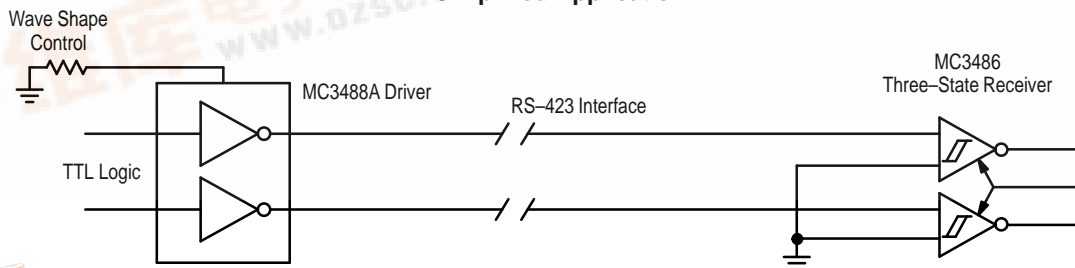 Wave Shape
Control
MC3488A Driver
RS–423 Interface
MC3486
Three–State Receiver
TTL Logic